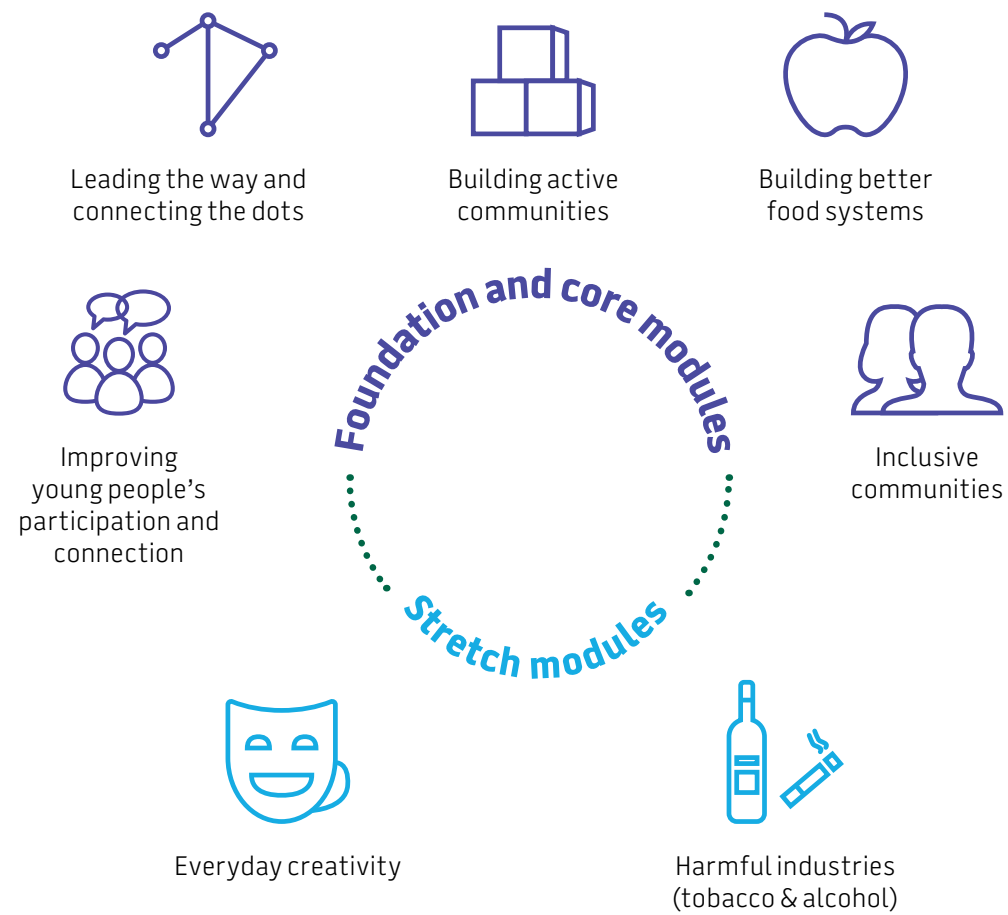 Leading the way and
connecting the dots
Building active
communities
Building better
food systems
Foundation and core modules
Improving
young people’s
participation and
connection
Inclusive
communities
Stretch modules
Everyday creativity
Harmful industries
(tobacco & alcohol)